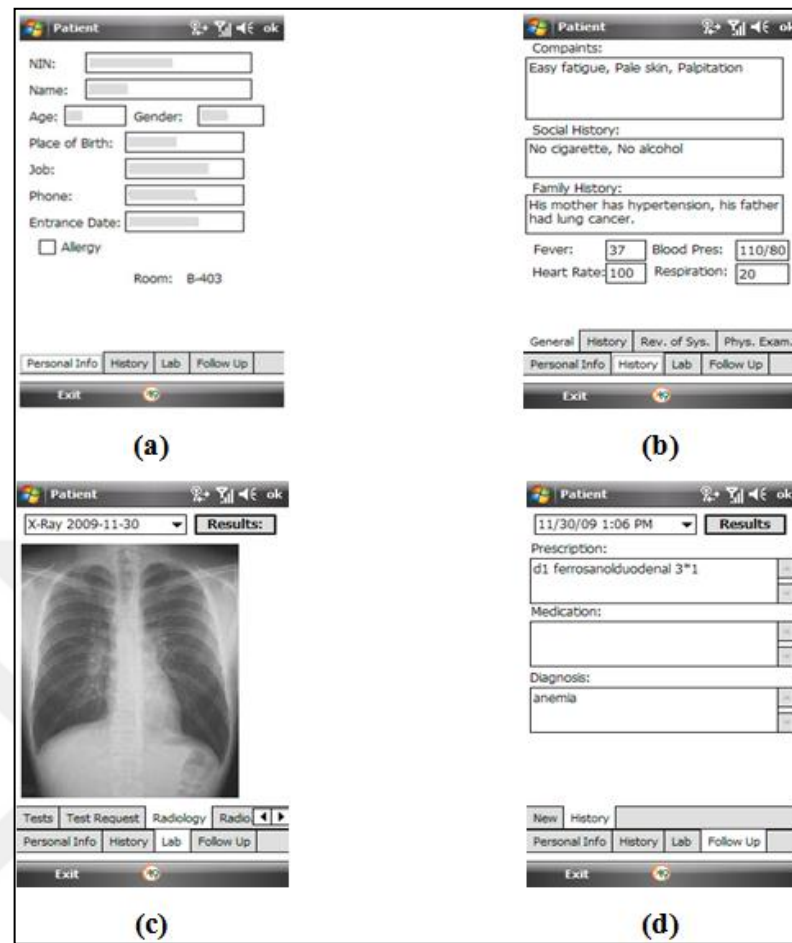 Patient ok
NIN:
Name:
Age: Gender:
Place of Birth:
Job:
Phone:
Entrance Date:
Allergy
Room: B-403
Personal Info History Lab Follow Up
Exit
(a)
Patient ok
Compaints:
Easy fatigue, Pale skin, Palpitation
Social History:
No cigarette, No alcohol
Family History:
His mother has hypertension, his father
had lung cancer.
Fever: 37 Blood Pres: 110/80
Heart Rate: 100 Respiration: 20
General History Rev. of Sys. Phys. Exam.
Personal Info History Lab Follow Up
Exit
(b)
Patient ok
X-Ray 2009-11-30 Results:
Tests Test Request Radiology Radio.
Personal Info History Lab Follow Up
Exit
(c)
Patient ok
11/30/09 1:06 PM Results
Prescription:
d1 ferrosanolduodenal 3*1
Medication:
Diagnosis:
anemia
New History
Personal Info History Lab Follow Up
Exit
(d)